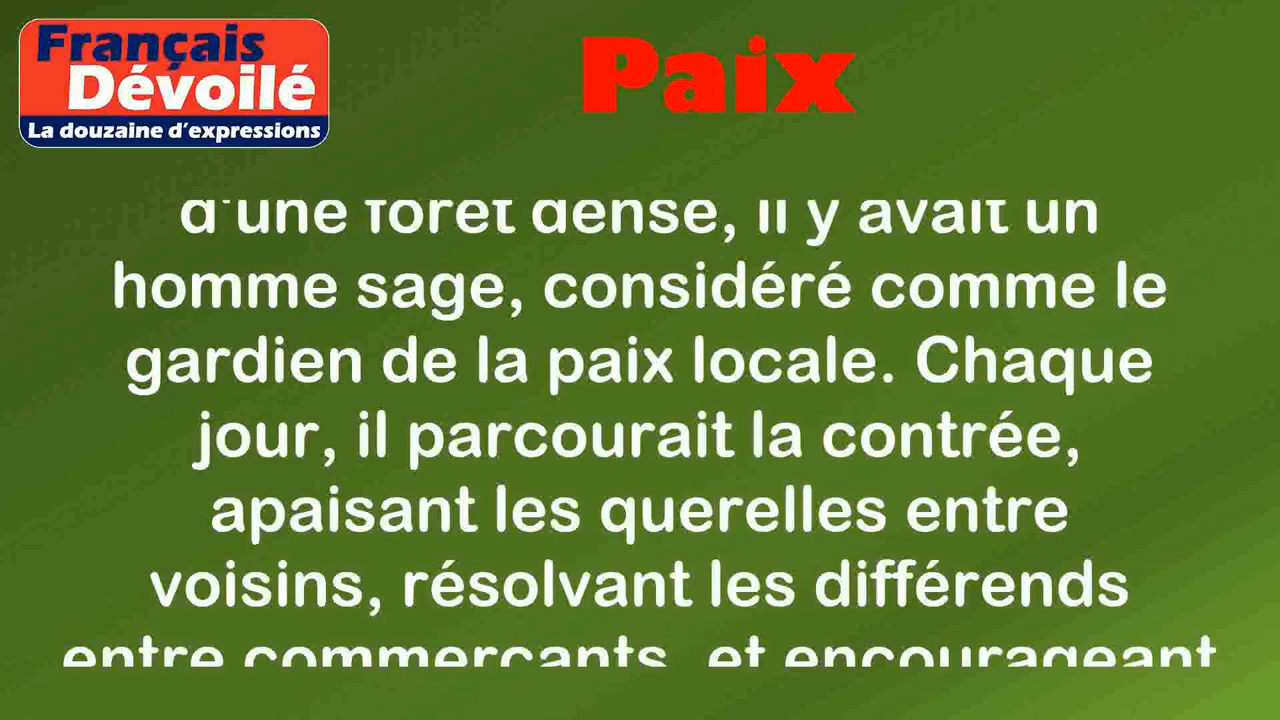 Français
Dévoilé
La douzaine d'expressions
Paix
d'une forêt dense, il y avait un
homme sage, considéré comme le
gardien de la paix locale. Chaque
jour, il parcourait la contrée,
apaisant les querelles entre
voisins, résolvant les différends
entre commerçants, et encourageant